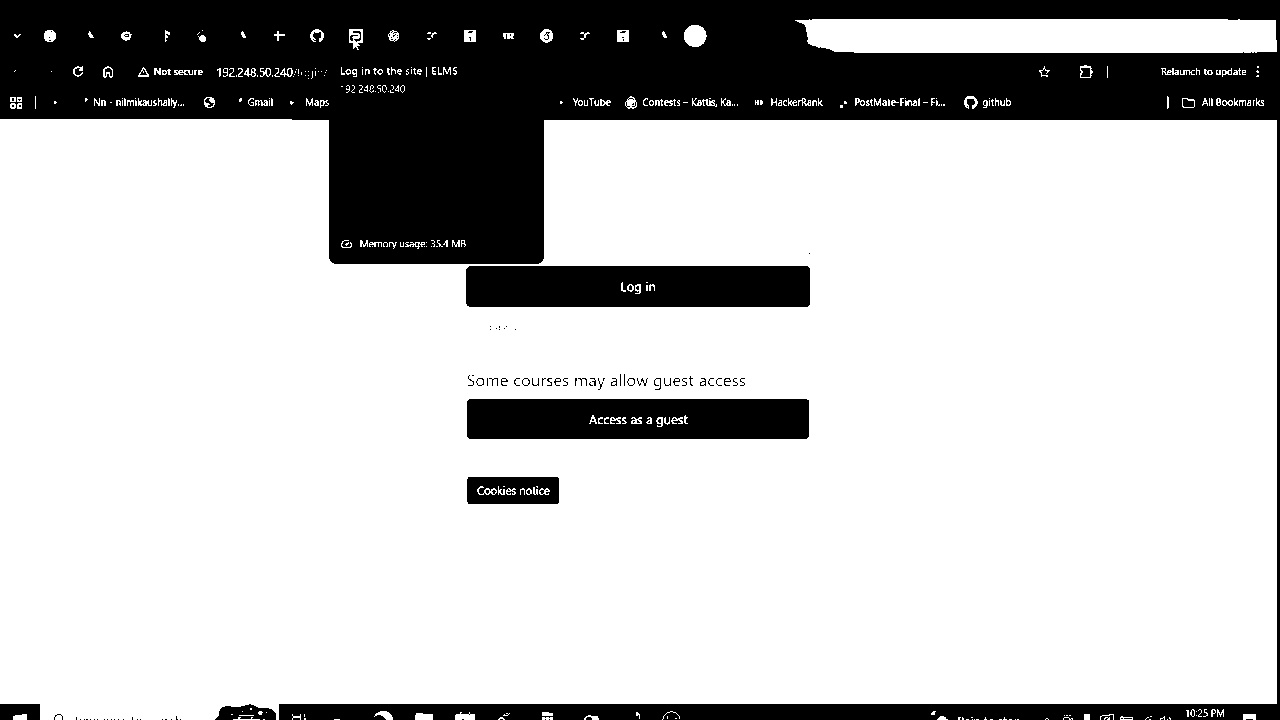 Not secure 192.248.50.240/login/ Log in to the site | ELMS Relaunch to update
192.248.50.240
Nn - nilmikaushally... Gmail Maps YouTube Contests – Kattis, Ka... HackerRank PostMate-Final – Fi... github All Bookmarks
Memory usage: 35.4 MB
Log in
Some courses may allow guest access
Access as a guest
Cookies notice
10:25 PM